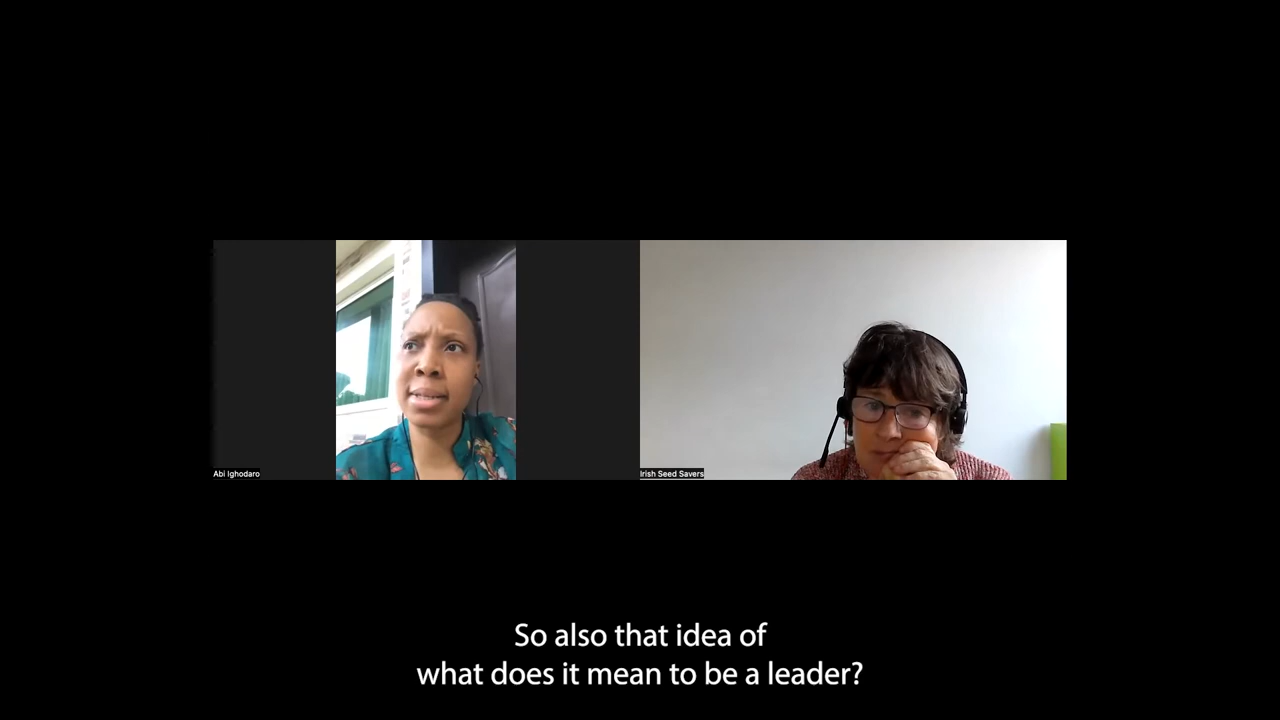 Abi Ighodaro
Irish Seed Savers
So also that idea of
what does it mean to be a leader?